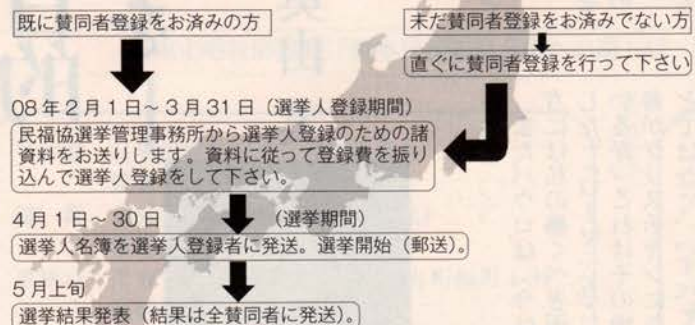 既に賛同者登録をお済みの方
未だ賛同者登録をお済みでない方
直ぐに賛同者登録を行って下さい
08年2月1日～3月31日（選挙人登録期間）
民福協選挙管理事務所から選挙人登録のための諸
資料をお送りします。資料に従って登録費を振り
込んで選挙人登録をして下さい。
4月1日～30日　（選挙期間）
選挙人名簿を選挙人登録者に発送。選挙開始（郵送）。
5月上旬
選挙結果発表（結果は全賛同者に発送）。